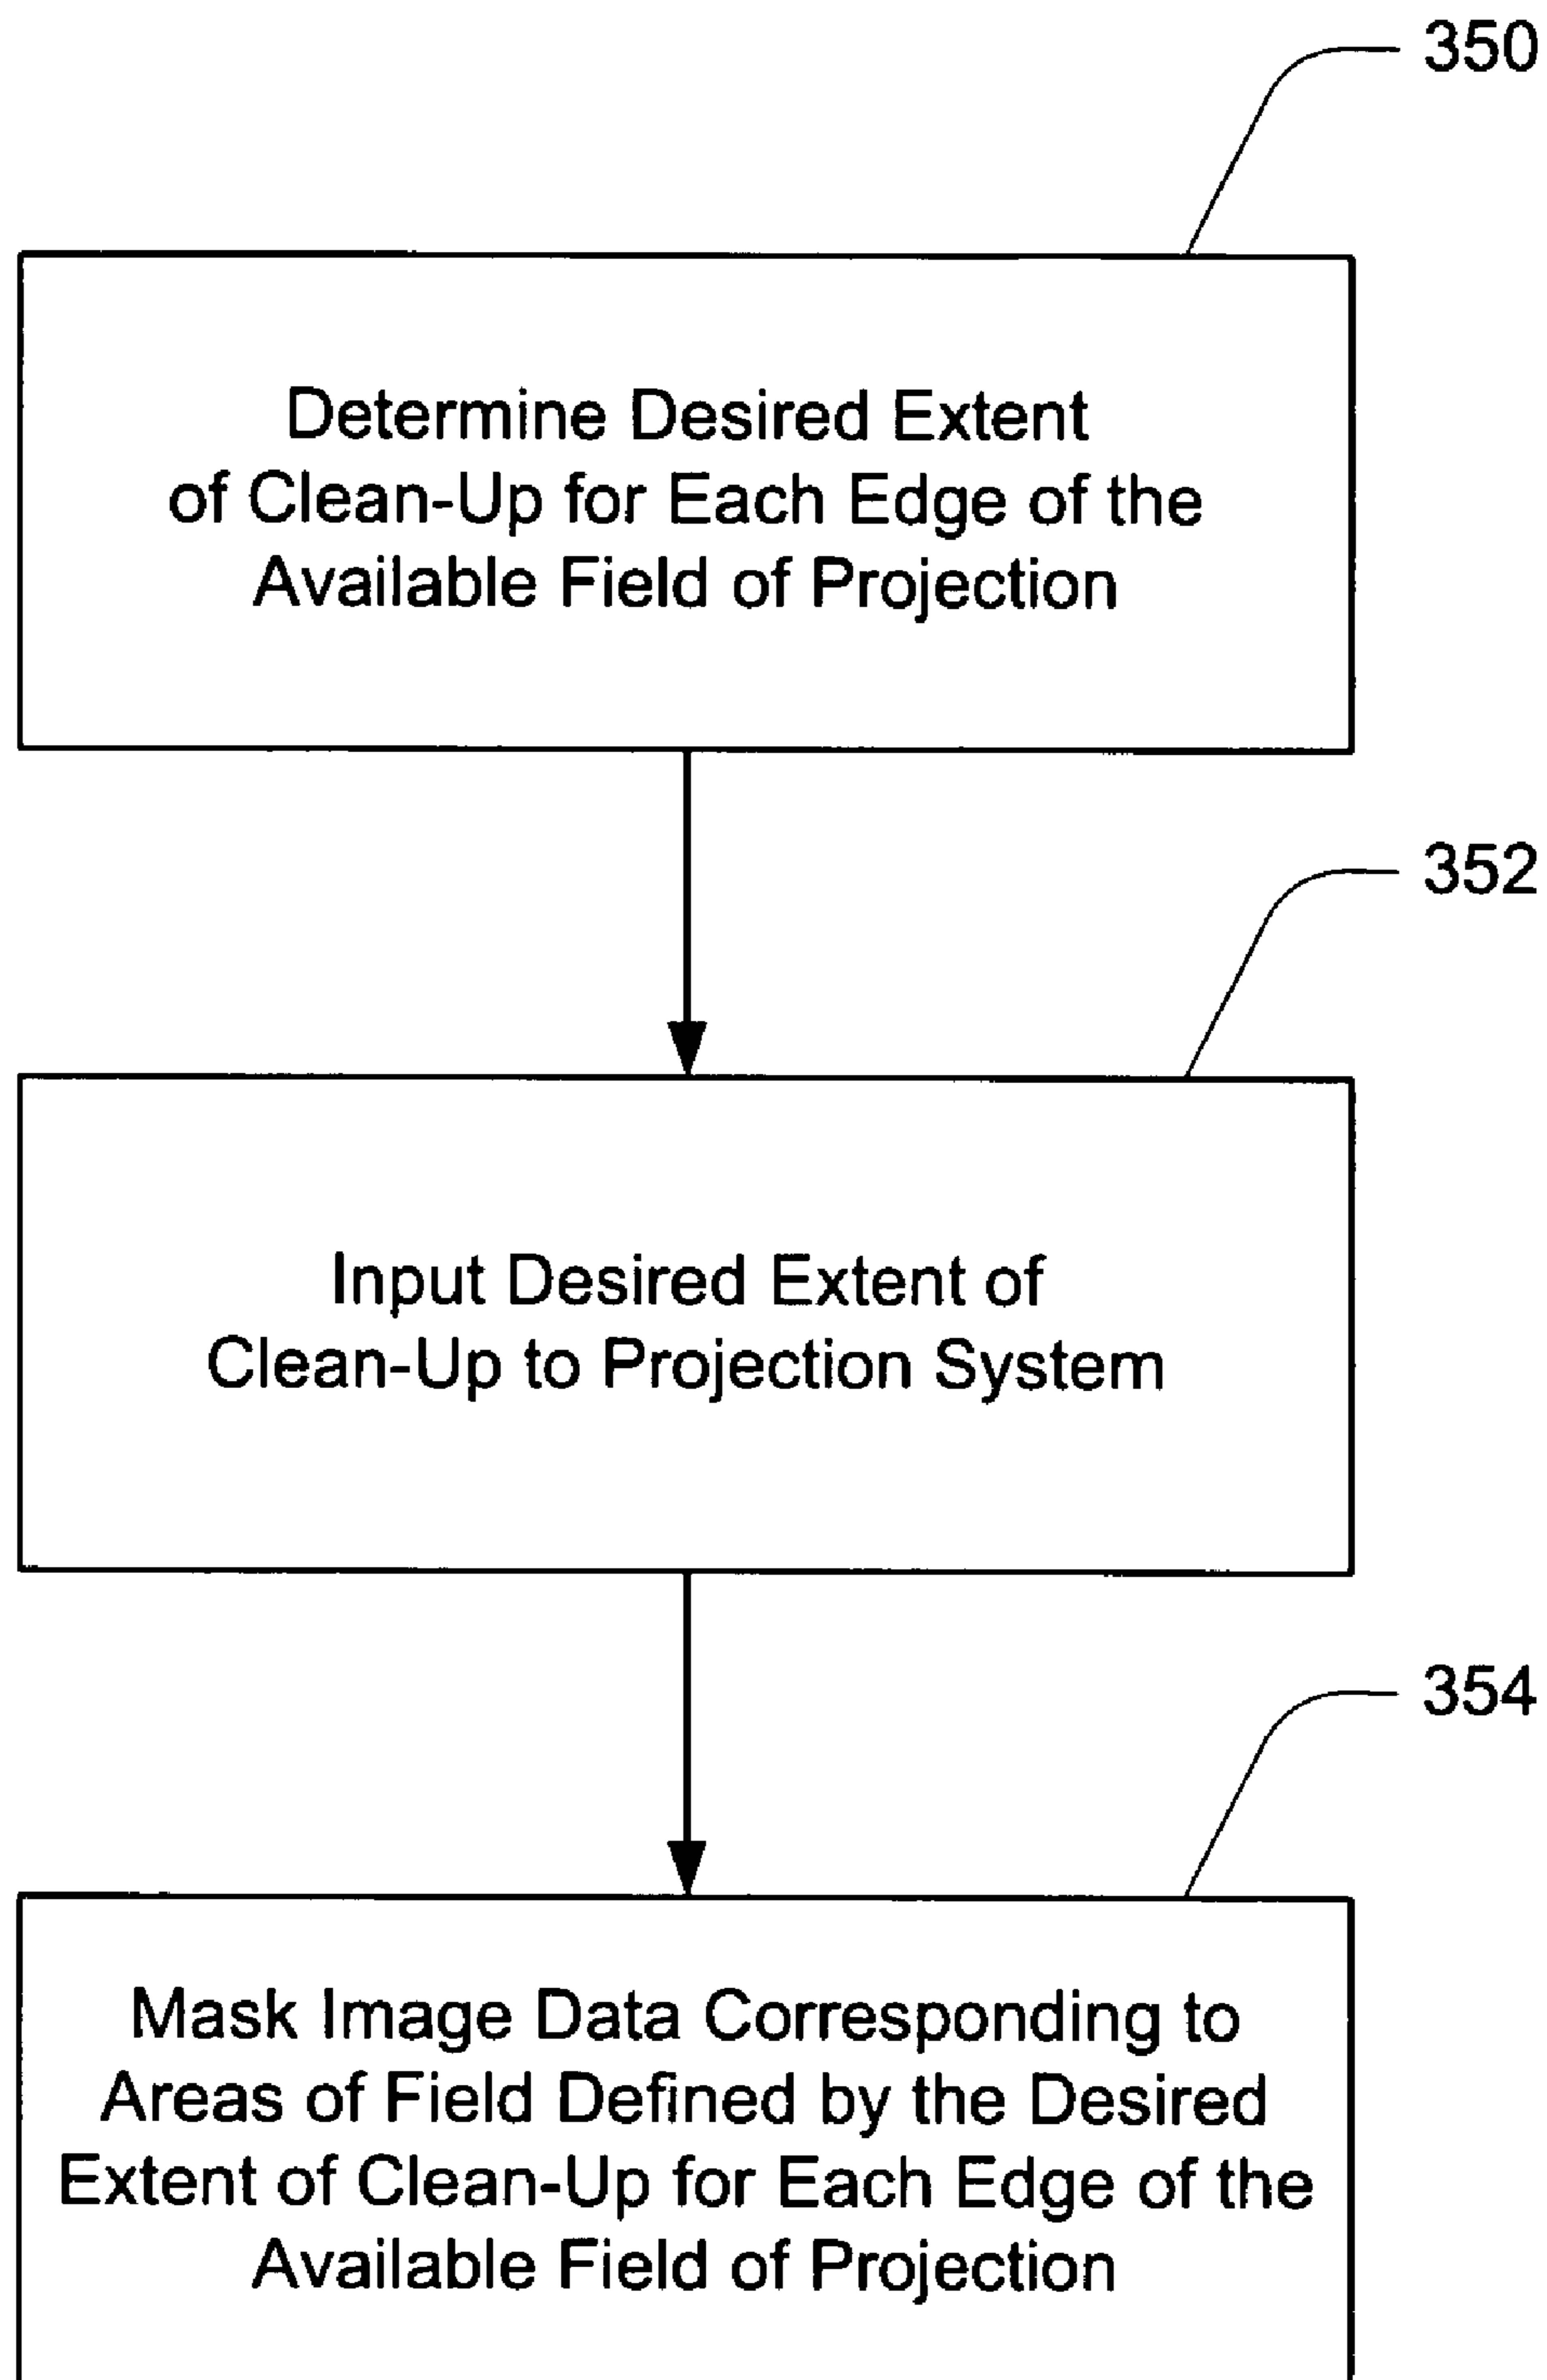 350
Determine Desired Extent
of Clean-Up for Each Edge of the
Available Field of Projection
352
Input Desired Extent of
Clean-Up to Projection System
354
Mask Image Data Corresponding to
Areas of Field Defined by the Desired
Extent of Clean-Up for Each Edge of the
Available Field of Projection